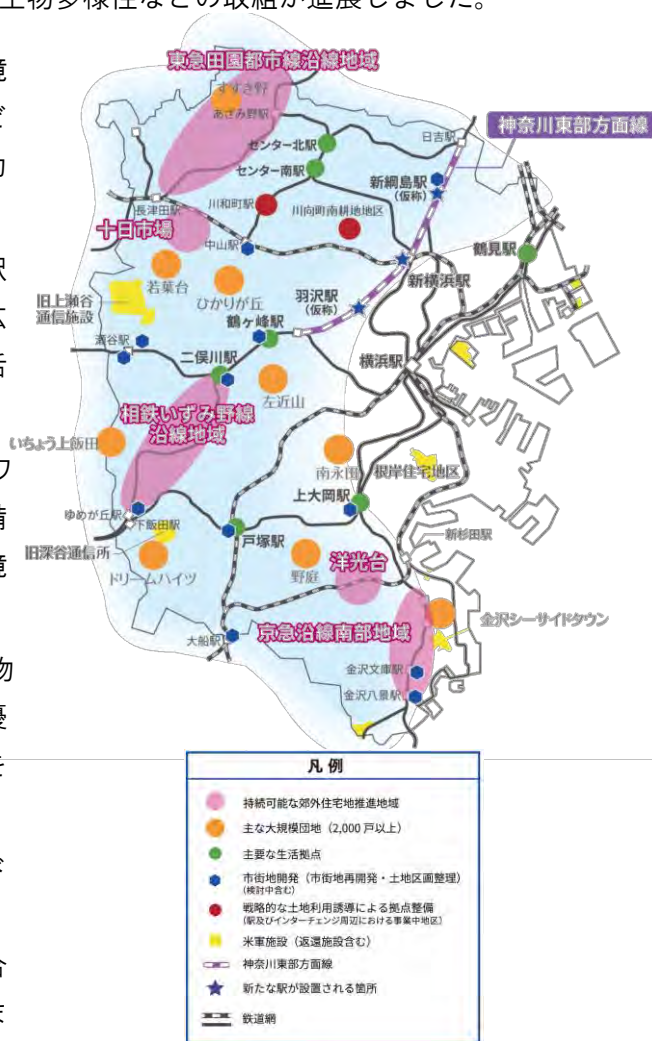 生物多様性などの取組が進展しました。
境
ど
力
駅
広
活
ワ
備
境
物
優
を
東急田園都市線沿線地域
すすき野
あざみ野駅
日吉駅
神奈川東部方面線
センター北駅
センター南駅
新綱島駅
(仮称)
長津田駅
川和町駅
川向町南耕地地区
十日市場
中山駅
鶴見駅
若葉台
ひかりが丘
新横浜駅
旧上瀬谷
通信施設
羽沢駅
(仮称)
鶴ヶ峰駅
瀬谷駅
二俣川駅
横浜駅
左近山
相鉄いずみ野線
沿線地域
いちょう上飯田
南永田
根岸住宅地区
上大岡駅
ゆめが丘駅
下飯田駅
新杉田駅
戸塚駅
旧深谷通信所
ドリームハイツ
野庭
洋光台
大船駅
京急沿線南部地域
金沢シーサイドタウン
金沢文庫駅
金沢八景駅
凡例
持続可能な郊外住宅地推進地域
主な大規模団地(2,000 戸以上)
主要な生活拠点
市街地開発(市街地再開発・土地区画整理)
(検討中含む)
戦略的な土地利用誘導による拠点整備
(駅及びインターチェンジ周辺における事業中地区)
米軍施設(返還施設含む)
神奈川東部方面線
新たな駅が設置される箇所
鉄道網